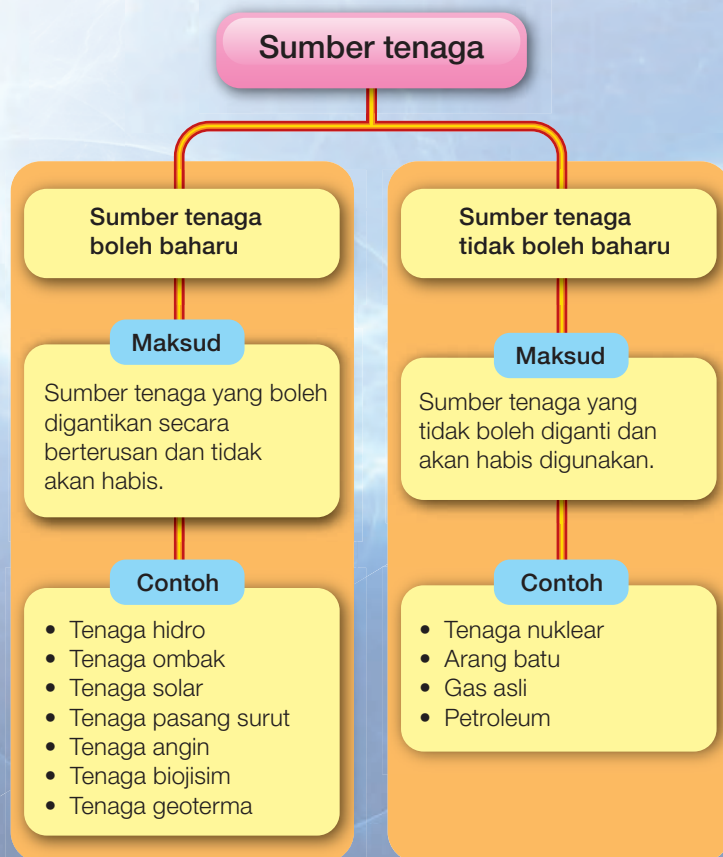 Sumber tenaga
Sumber tenaga
boleh baharu
Maksud
Sumber tenaga yang boleh
digantikan secara
berterusan dan tidak
akan habis.
Contoh
• Tenaga hidro
• Tenaga ombak
• Tenaga solar
• Tenaga pasang surut
• Tenaga angin
• Tenaga biojisim
• Tenaga geoterma
Sumber tenaga
tidak boleh baharu
Maksud
Sumber tenaga yang
tidak boleh diganti dan
akan habis digunakan.
Contoh
• Tenaga nuklear
• Arang batu
• Gas asli
• Petroleum